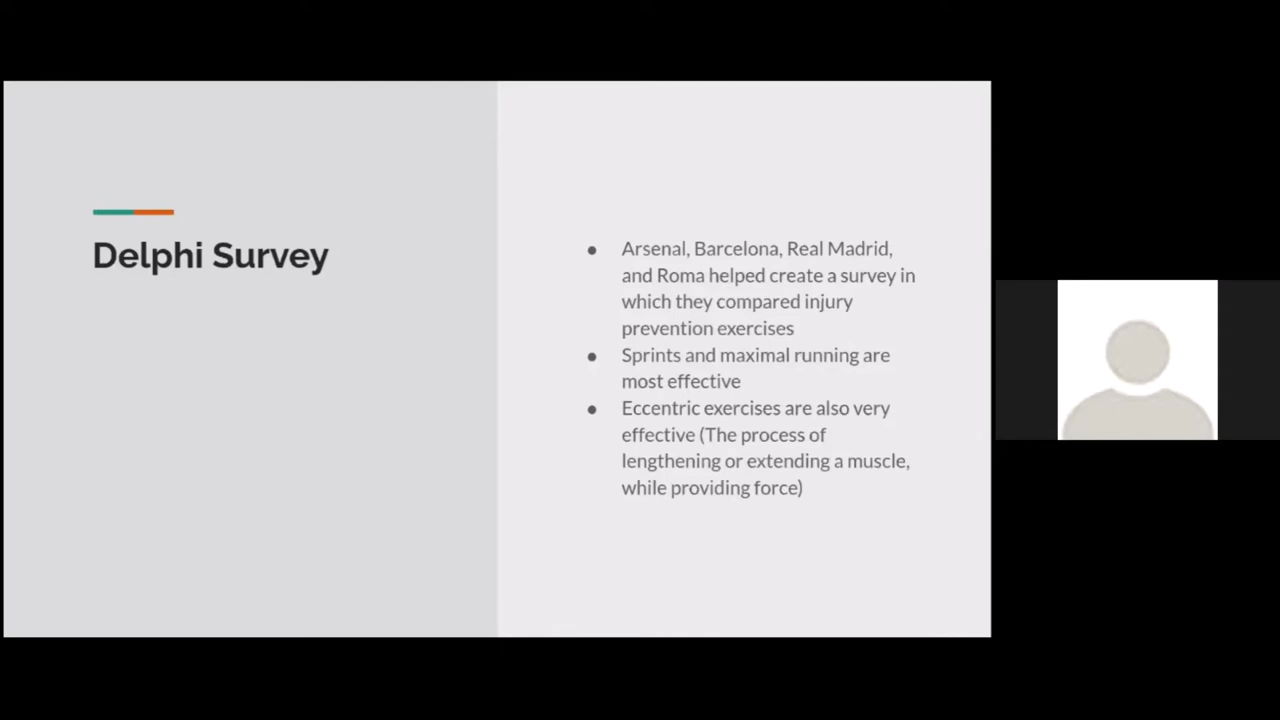 Delphi Survey
● Arsenal, Barcelona, Real Madrid,
and Roma helped create a survey in
which they compared injury
prevention exercises
● Sprints and maximal running are
most effective
● Eccentric exercises are also very
effective (The process of
lengthening or extending a muscle,
while providing force)